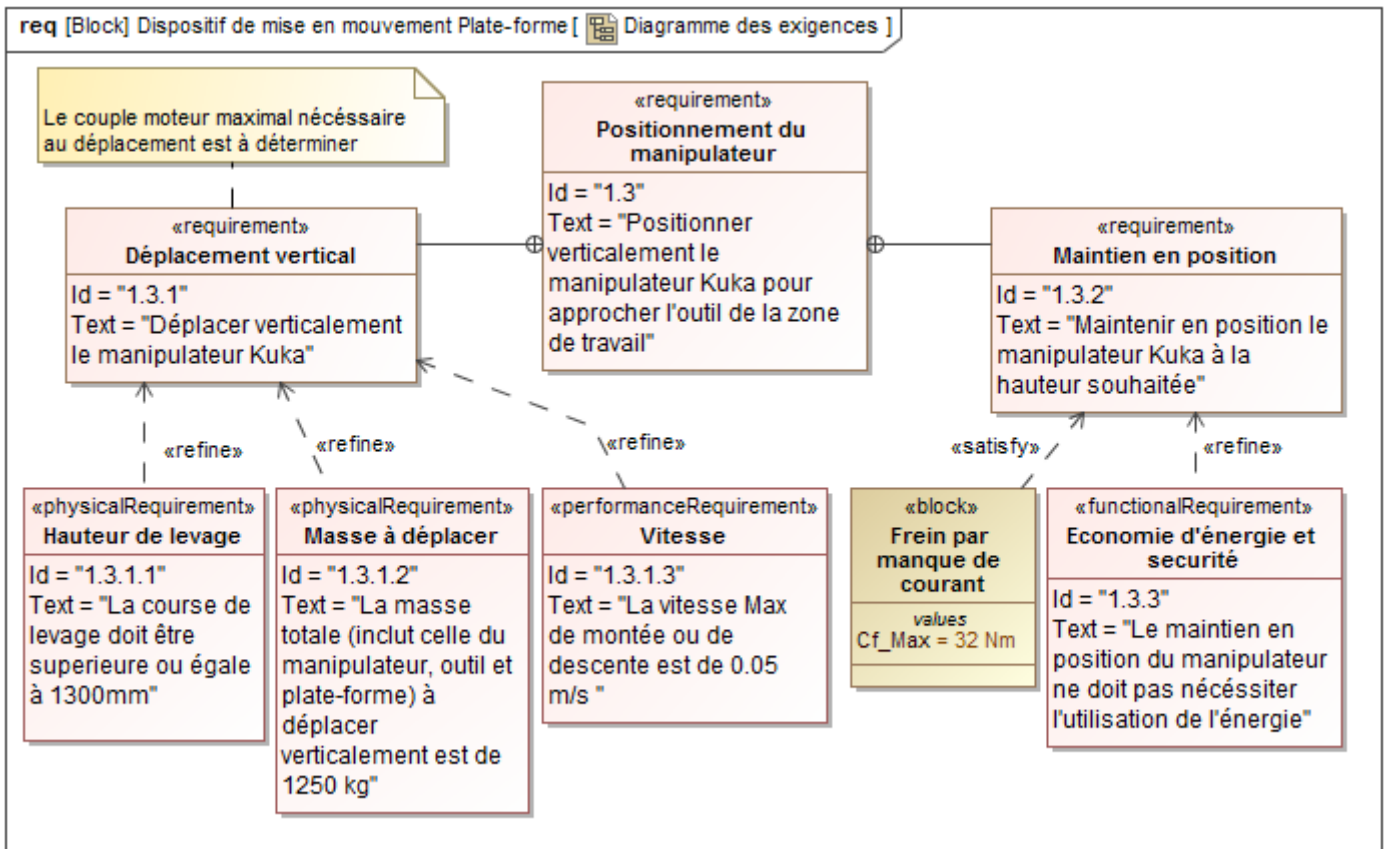 req [Block] Dispositif de mise en mouvement Plate-forme [ Diagramme des exigences ]
Le couple moteur maximal nécéssaire
au déplacement est à déterminer
«requirement»
Positionnement du
manipulateur
Id = "1.3"
Text = "Positionner
verticalement le
manipulateur Kuka pour
approcher l'outil de la zone
de travail"
«requirement»
Déplacement vertical
Id = "1.3.1"
Text = "Déplacer verticalement
le manipulateur Kuka"
«requirement»
Maintien en position
Id = "1.3.2"
Text = "Maintenir en position le
manipulateur Kuka à la
hauteur souhaitée"
«refine»
«refine»
«refine»
«satisfy»
«refine»
«physicalRequirement»
Hauteur de levage
Id = "1.3.1.1"
Text = "La course de
levage doit être
superieure ou égale
à 1300mm"
«physicalRequirement»
Masse à déplacer
Id = "1.3.1.2"
Text = "La masse
totale (inclut celle du
manipulateur, outil et
plate-forme) à
déplacer
verticalement est de
1250 kg"
«performanceRequirement»
Vitesse
Id = "1.3.1.3"
Text = "La vitesse Max
de montée ou de
descente est de 0.05
m/s "
«block»
Frein par
manque de
courant
values
Cf_Max = 32 Nm
«functionalRequirement»
Economie d'énergie et
securité
Id = "1.3.3"
Text = "Le maintien en
position du manipulateur
ne doit pas nécéssiter
l'utilisation de l'énergie"